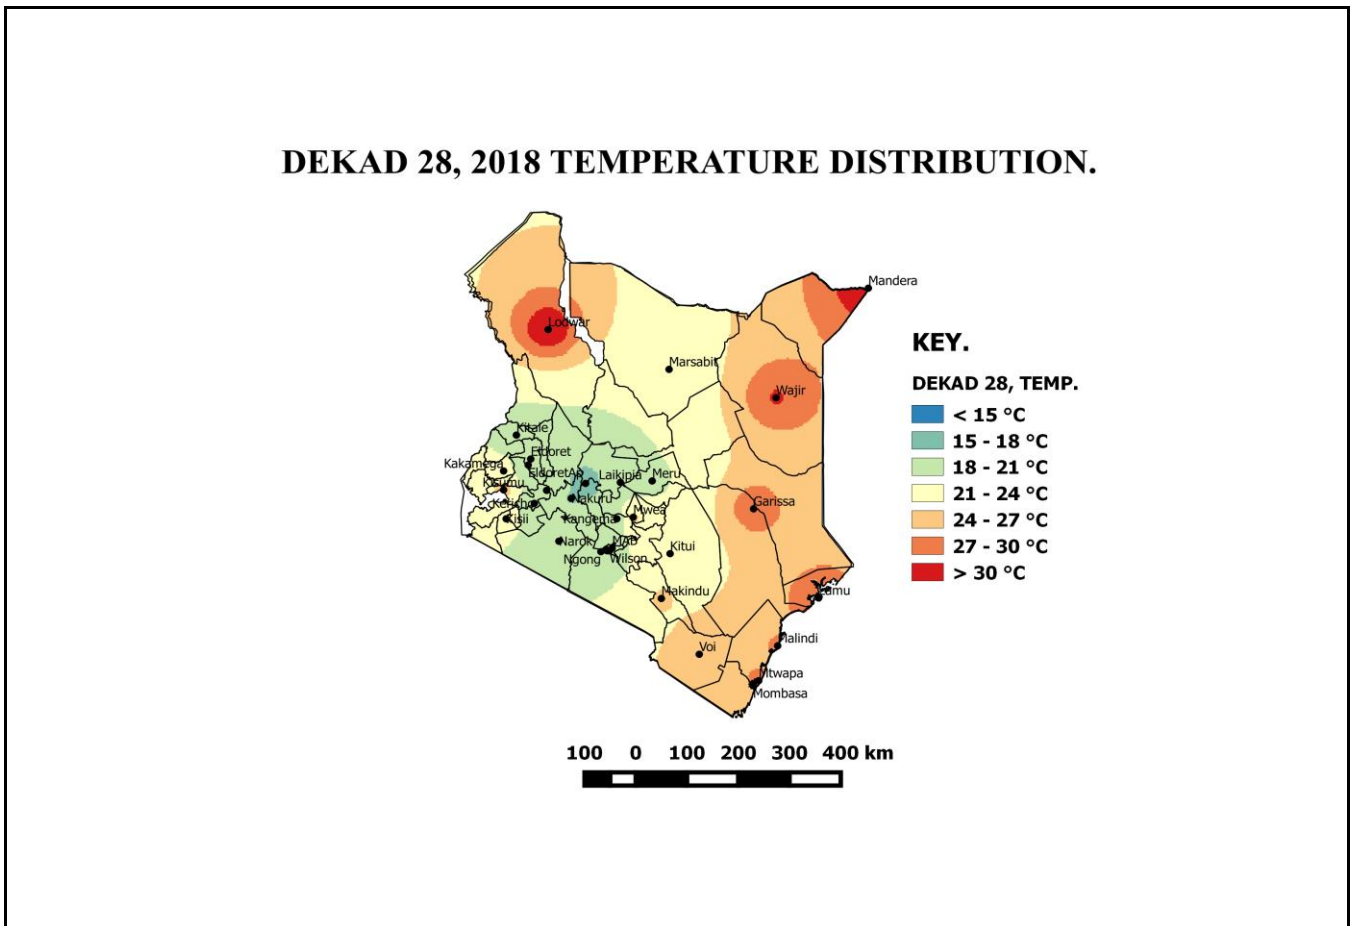 DEKAD 28, 2018 TEMPERATURE DISTRIBUTION.
Mandera
Lodwar
Marsabit
Wajir
Kitale
Eldoret
Kakamega
EldoretAp
Laikipia
Meru
Kisumu
Nakuru
Kericho
Garissa
Kisii
Kangema
Mwea
Narok
MAB
Kitui
Ngong
Wilson
Makindu
Lamu
Voi
Malindi
Mtwapa
Mombasa
KEY.
DEKAD 28, TEMP.
< 15 °C
15 - 18 °C
18 - 21 °C
21 - 24 °C
24 - 27 °C
27 - 30 °C
> 30 °C
100 0 100 200 300 400 km